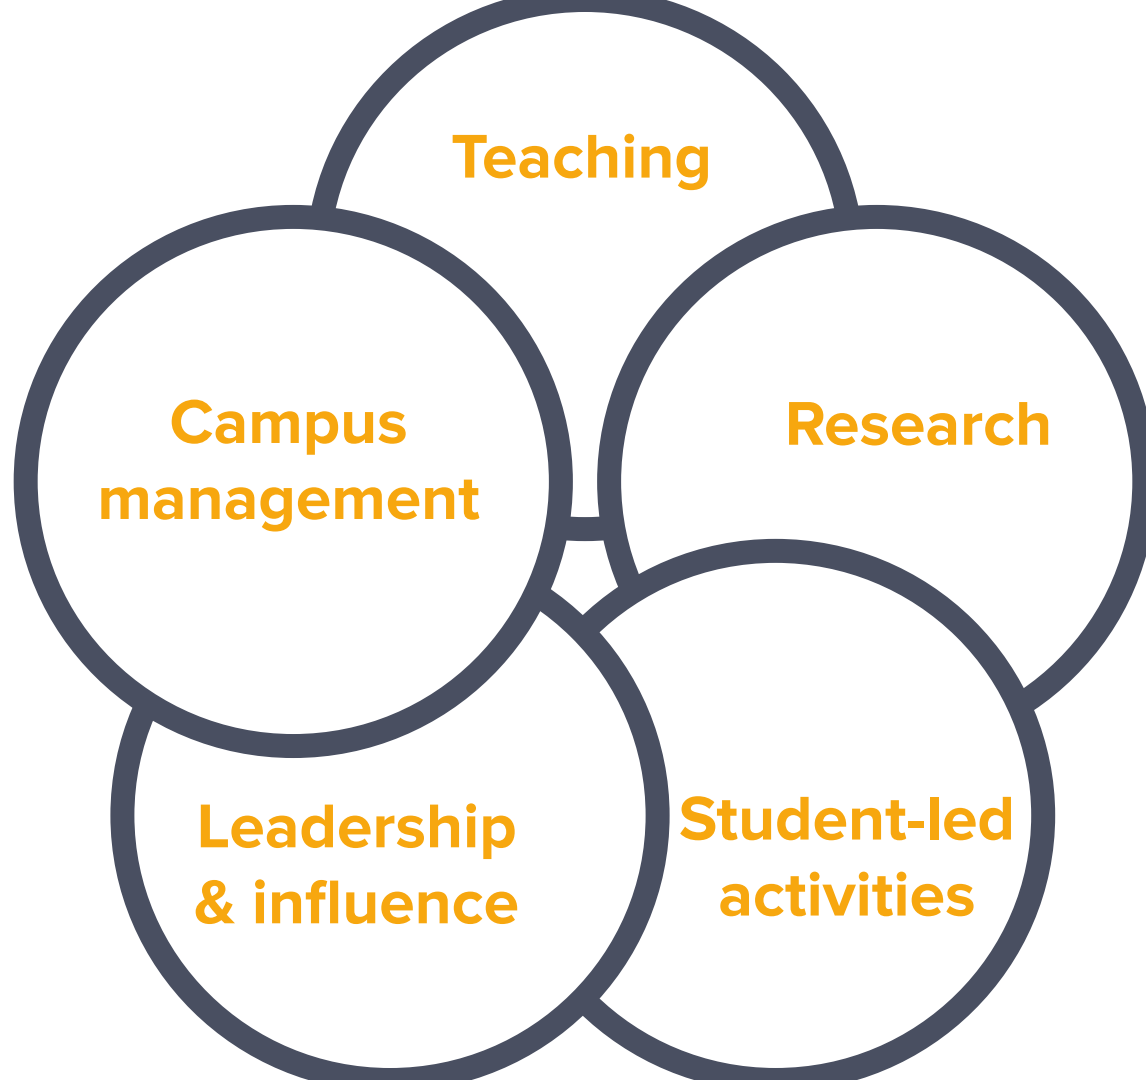 Teaching
Campus
management
Research
Leadership
& influence
Student-led
activities